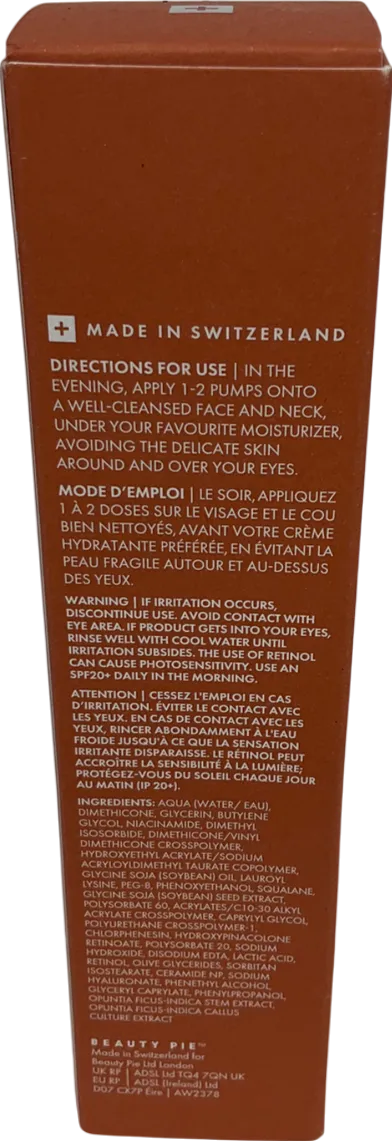 MADE IN SWITZERLAND
DIRECTIONS FOR USE | IN THE
EVENING, APPLY 1-2 PUMPS ONTO
A WELL-CLEANSED FACE AND NECK,
UNDER YOUR FAVOURITE MOISTURIZER,
AVOIDING THE DELICATE SKIN
AROUND AND OVER YOUR EYES.
MODE D'EMPLOI | LE SOIR, APPLIQUEZ
1 À 2 DOSES SUR LE VISAGE ET LE COU
BIEN NETTOYÉS, AVANT VOTRE CRÈME
HYDRATANTE PRÉFÉRÉE, EN ÉVITANT LA
PEAU FRAGILE AUTOUR ET AU-DESSUS
DES YEUX.
WARNING | IF IRRITATION OCCURS,
DISCONTINUE USE. AVOID CONTACT WITH
EYE AREA. IF PRODUCT GETS INTO YOUR EYES,
RINSE WELL WITH COOL WATER UNTIL
IRRITATION SUBSIDES. THE USE OF RETINOL
CAN CAUSE PHOTOSENSITIVITY. USE AN
SPF20+ DAILY IN THE MORNING.
ATTENTION | CESSEZ L'EMPLOI EN CAS
D'IRRITATION. ÉVITER LE CONTACT AVEC
LES YEUX. EN CAS DE CONTACT AVEC LES
YEUX, RINCER ABONDAMMENT À L'EAU
FROIDE JUSQU'À CE QUE LA SENSATION
IRRITANTE DISPARAISSE. LE RÉTINOL PEUT
ACCROÎTRE LA SENSIBILITÉ À LA LUMIÈRE;
PROTÉGEZ-VOUS DU SOLEIL CHAQUE JOUR
AU MATIN (IP 20+).
INGREDIENTS: AQUA (WATER/ EAU),
DIMETHICONE, GLYCERIN, BUTYLENE
GLYCOL, NIACINAMIDE, DIMETHYL
ISOSORBIDE, DIMETHICONE/VINYL
DIMETHICONE CROSSPOLYMER,
HYDROXYETHYL ACRYLATE/SODIUM
ACRYLOYLDIMETHYL TAURATE COPOLYMER,
GLYCINE SOJA (SOYBEAN) OIL, LAUROYL
LYSINE, PEG-8, PHENOXYETHANOL, SQUALANE,
GLYCINE SOJA (SOYBEAN) SEED EXTRACT,
POLYSORBATE 60, ACRYLATES/C10-30 ALKYL
ACRYLATE CROSSPOLYMER, CAPRYLYL GLYCOL,
POLYURETHANE CROSSPOLYMER-1,
CHLORPHENESIN, HYDROXYPINACOLONE
RETINOATE, POLYSORBATE 20, SODIUM
HYDROXIDE, DISODIUM EDTA, LACTIC ACID,
RETINOL, OLIVE GLYCERIDES, SORBITAN
ISOSTEARATE, CERAMIDE NP, SODIUM
HYALURONATE, PHENETHYL ALCOHOL,
GLYCERYL CAPRYLATE, PHENYLPROPANOL,
OPUNTIA FICUS-INDICA STEM EXTRACT,
OPUNTIA FICUS-INDICA CALLUS
CULTURE EXTRACT
BEAUTY PIE™
Made in Switzerland for
Beauty Pie Ltd London
UK RP | ADSL Ltd TQ4 7QN UK
EU RP | ADSL (Ireland) Ltd
D07 CX7P Éire | AW2378